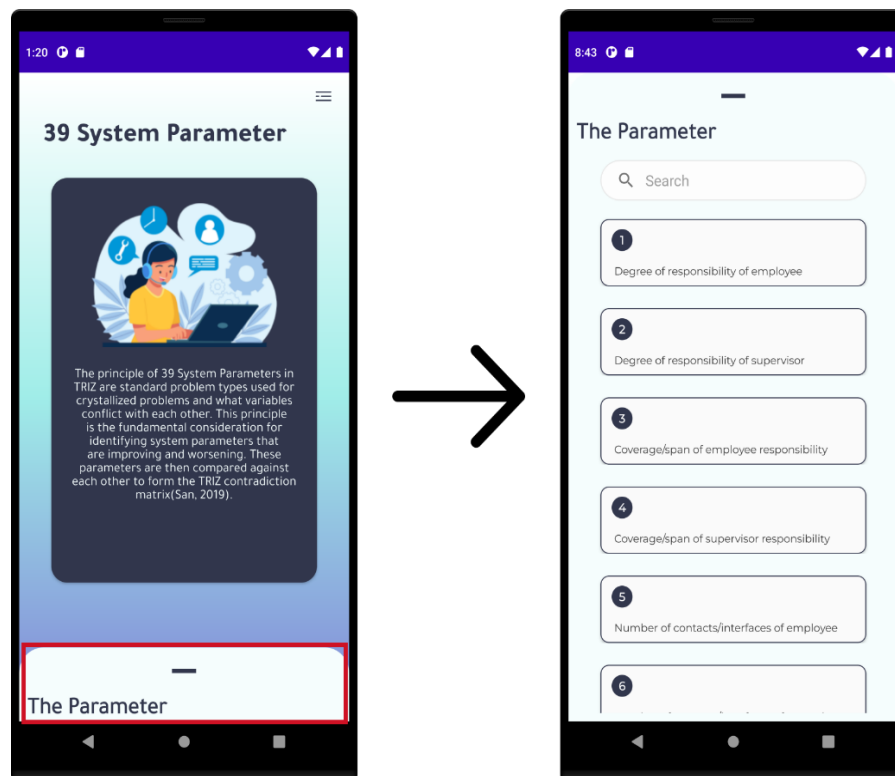 1:20
39 System Parameter
The principle of 39 System Parameters in
TRIZ are standard problem types used for
crystallized problems and what variables
conflict with each other. This principle
is the fundamental consideration for
identifying system parameters that
are improving and worsening. These
parameters are then compared against
each other to form the TRIZ contradiction
matrix(San, 2019).
The Parameter
8:43
The Parameter
Search
1
Degree of responsibility of employee
2
Degree of responsibility of supervisor
3
Coverage/span of employee responsibility
4
Coverage/span of supervisor responsibility
5
Number of contacts/interfaces of employee
6